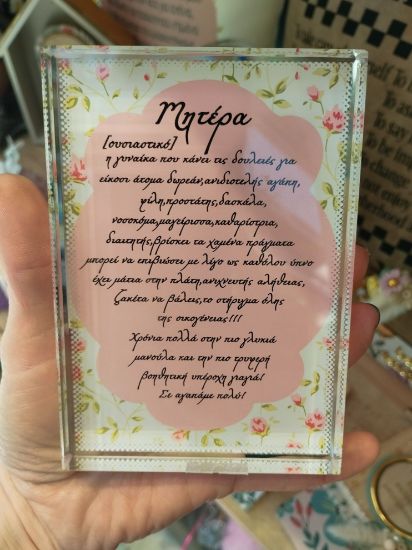 Μητέρα
[ουσιαστικό]
η γυναίκα που κάνει τις δουλειές για
είκοσι άτομα δωρεάν,ανιδιοτελής αγάπη,
φίλη,προστάτης,δασκάλα,
νοσοκόμα,μαγείρισσα,καθαρίστρια,
διαιτητής,βρίσκει τα χαμένα πράγματα
μπορεί να επιβιώσει με λίγο ως καθόλου ύπνο
έχει μάτια στην πλάτη,ανιχνευτής αλήθειας,
ζακέτα να βάλεις,το στήριγμα όλης
της οικογένειας!!!
Χρόνια πολλά στην πιο γλυκιά
μανούλα και την πιο τρυφερή
βοηθητική υπέροχη γιαγιά!
Σε αγαπάμε πολύ!